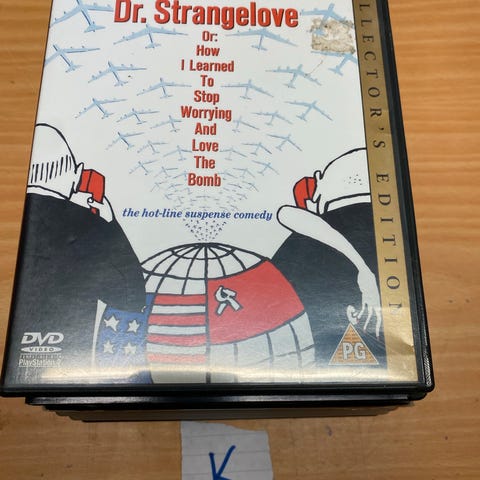 Dr. Strangelove
Or:
How
I Learned
To
Stop
Worrying
And
Love
The
Bomb
the hot-line suspense comedy
LLECTOR'S EDITION
DVD
VIDEO
PlayStation 2
PG
K